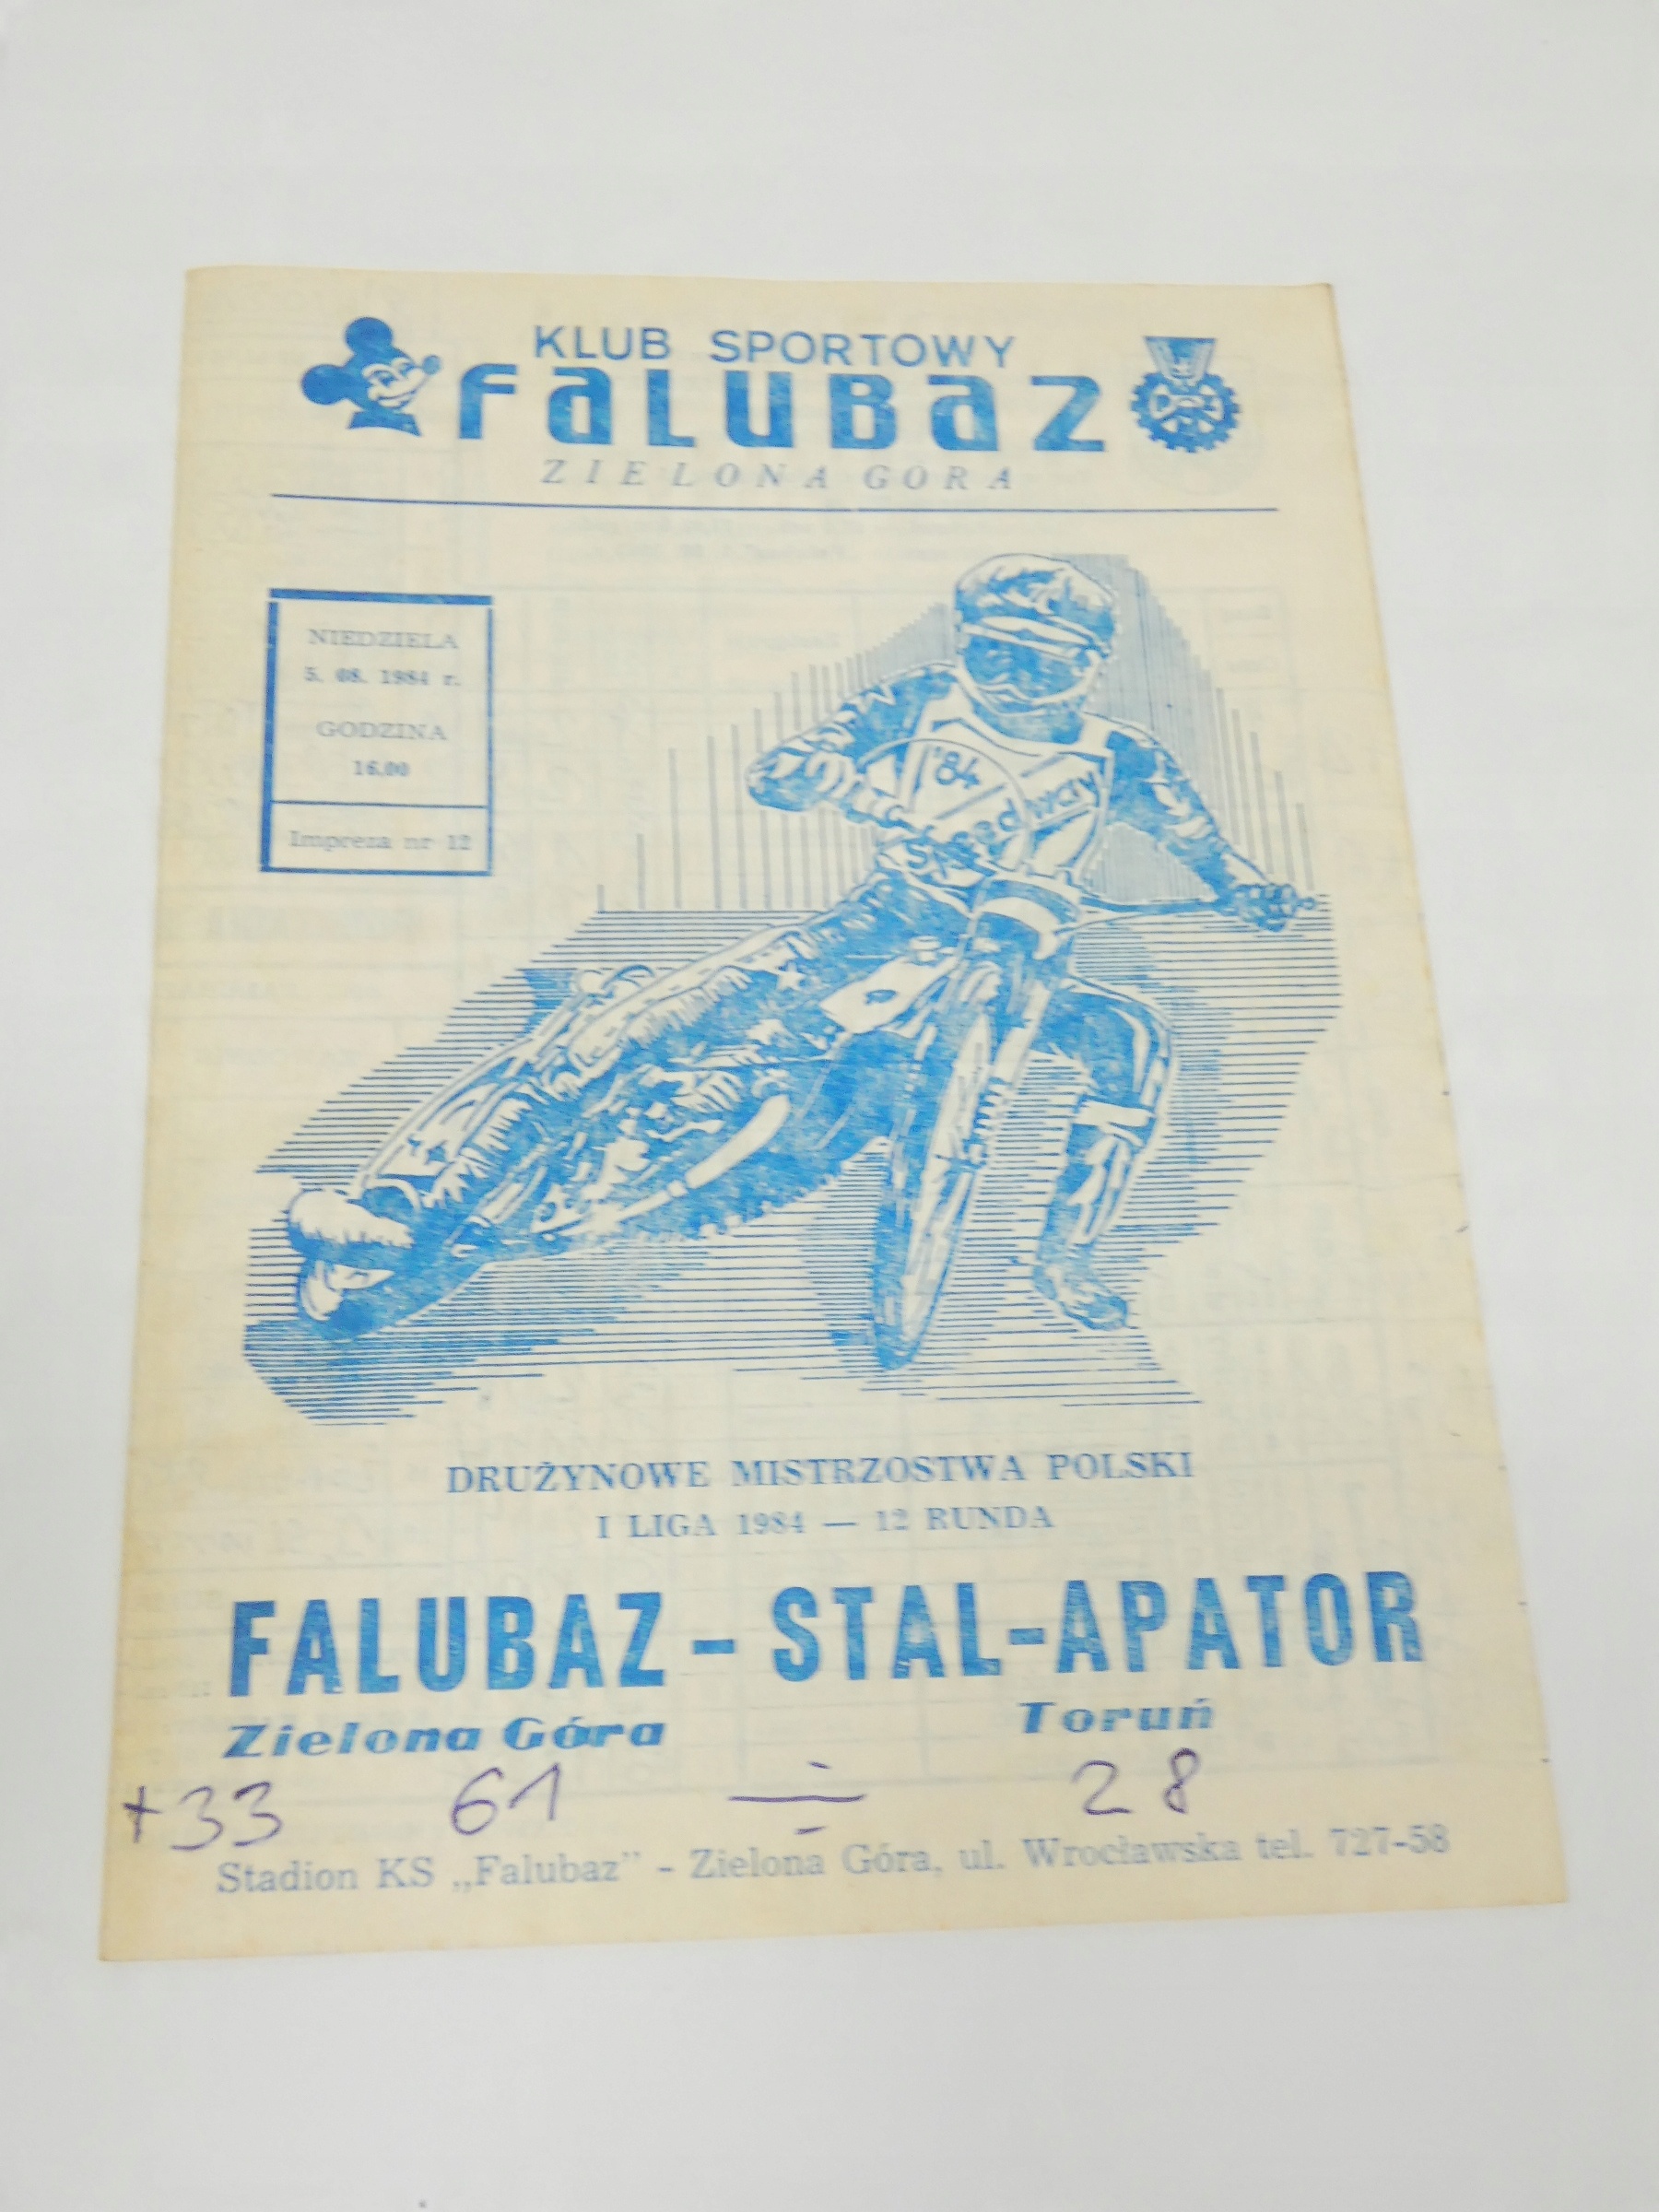 KLUB SPORTOWY
FALUBAZ
ZIELONA GORA
NIEDZIELA
5. 08. 1984 r.
GODZINA
16.00
Impreza nr 12
'84
Speedway
DRUŻYNOWE MISTRZOSTWA POLSKI
I LIGA 1984 — 12 RUNDA
FALUBAZ – STAL-APATOR
Zielona Góra Toruń
+33 61 ÷ 28
Stadion KS „Falubaz” - Zielona Góra, ul. Wrocławska tel. 727-58